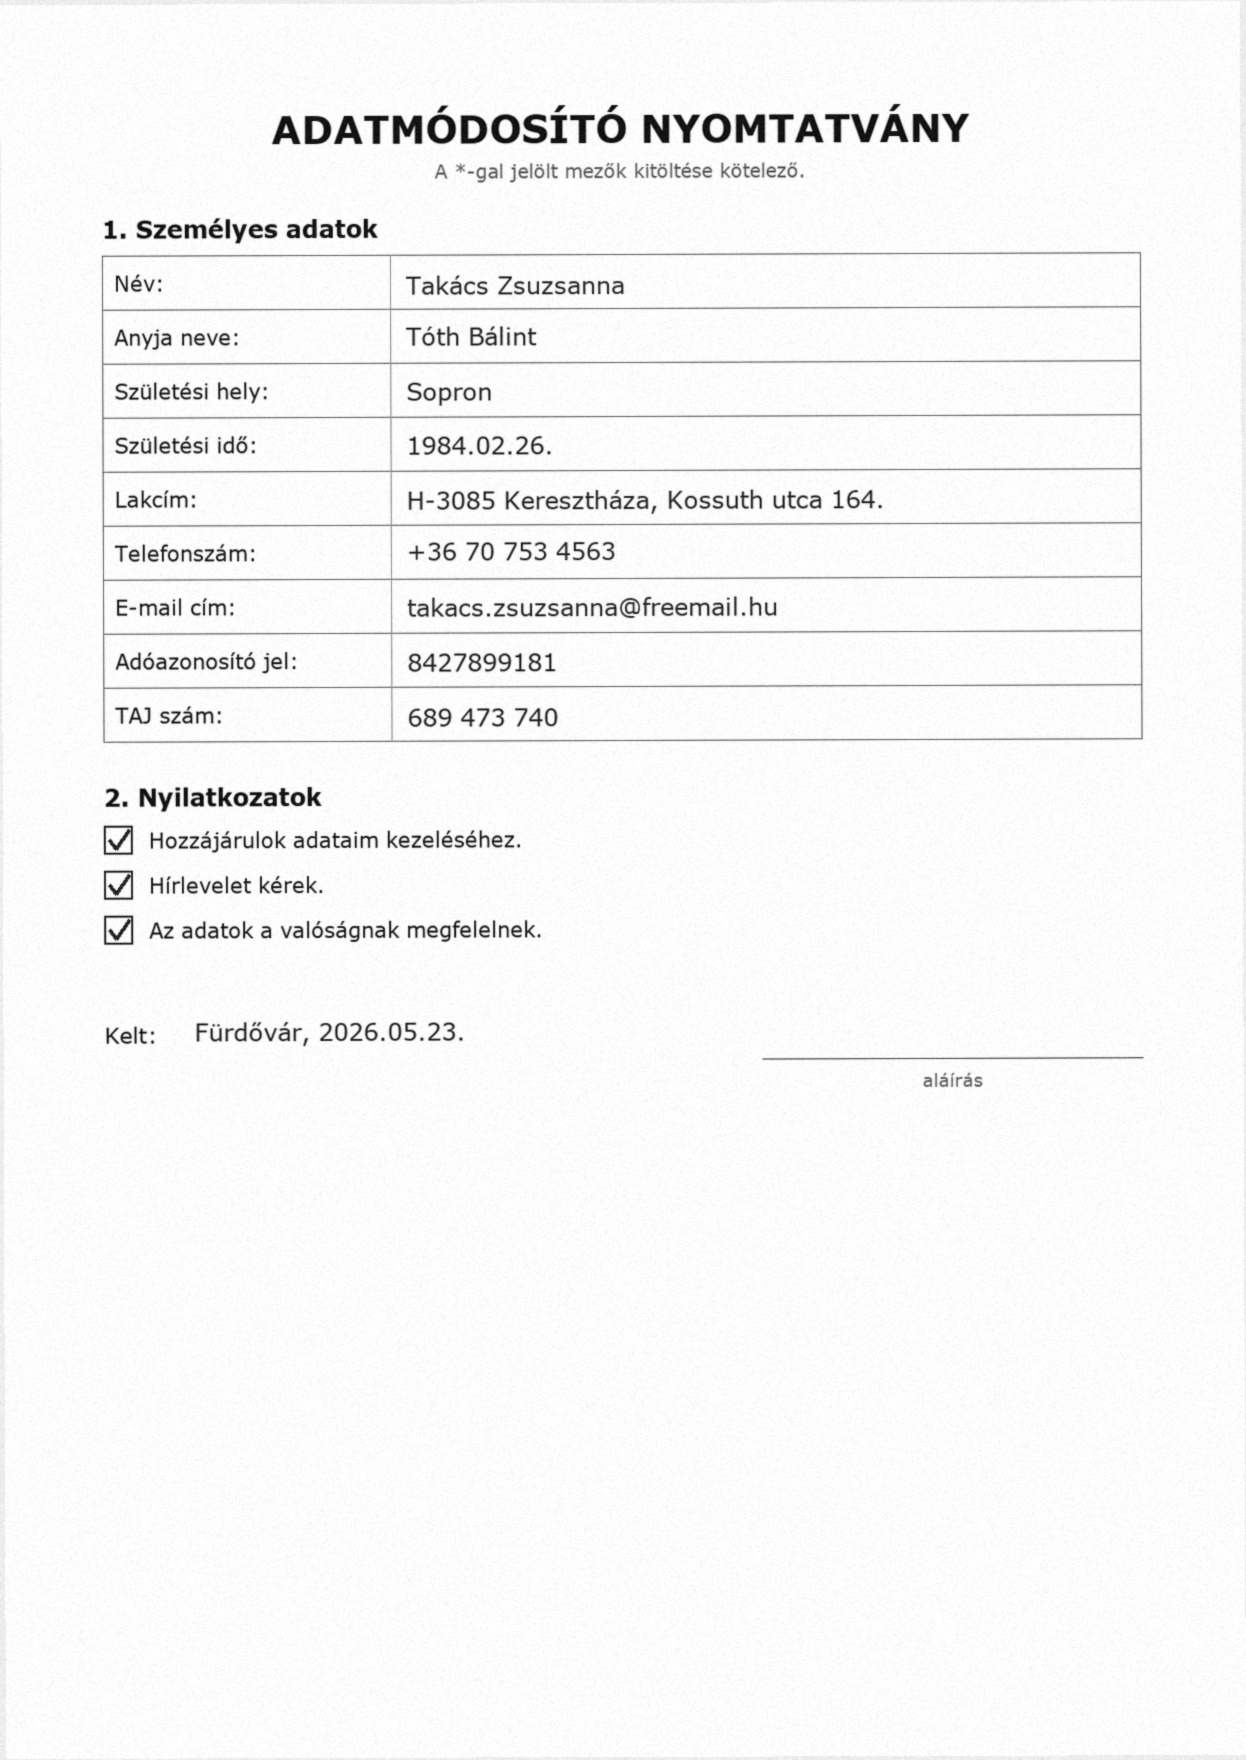 ADATMÓDOSÍTÓ NYOMTATVÁNY
A *-gal jelölt mezők kitöltése kötelező.
1. Személyes adatok
Név: Takács Zsuzsanna
Anyja neve: Tóth Bálint
Születési hely: Sopron
Születési idő: 1984.02.26.
Lakcím: H-3085 Keresztháza, Kossuth utca 164.
Telefonszám: +36 70 753 4563
E-mail cím: takacs.zsuzsanna@freemail.hu
Adóazonosító jel: 8427899181
TAJ szám: 689 473 740
2. Nyilatkozatok
Hozzájárulok adataim kezeléséhez.
Hírlevelet kérek.
Az adatok a valóságnak megfelelnek.
Kelt: Fürdővár, 2026.05.23.
aláírás